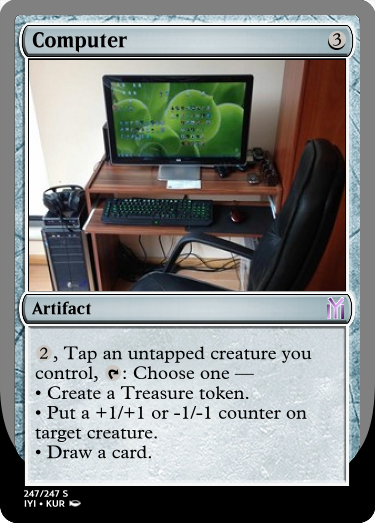 Computer 3
Artifact
2, Tap an untapped creature you
control, : Choose one —
• Create a Treasure token.
• Put a +1/+1 or -1/-1 counter on
target creature.
• Draw a card.
247/247 S
IYI • KUR